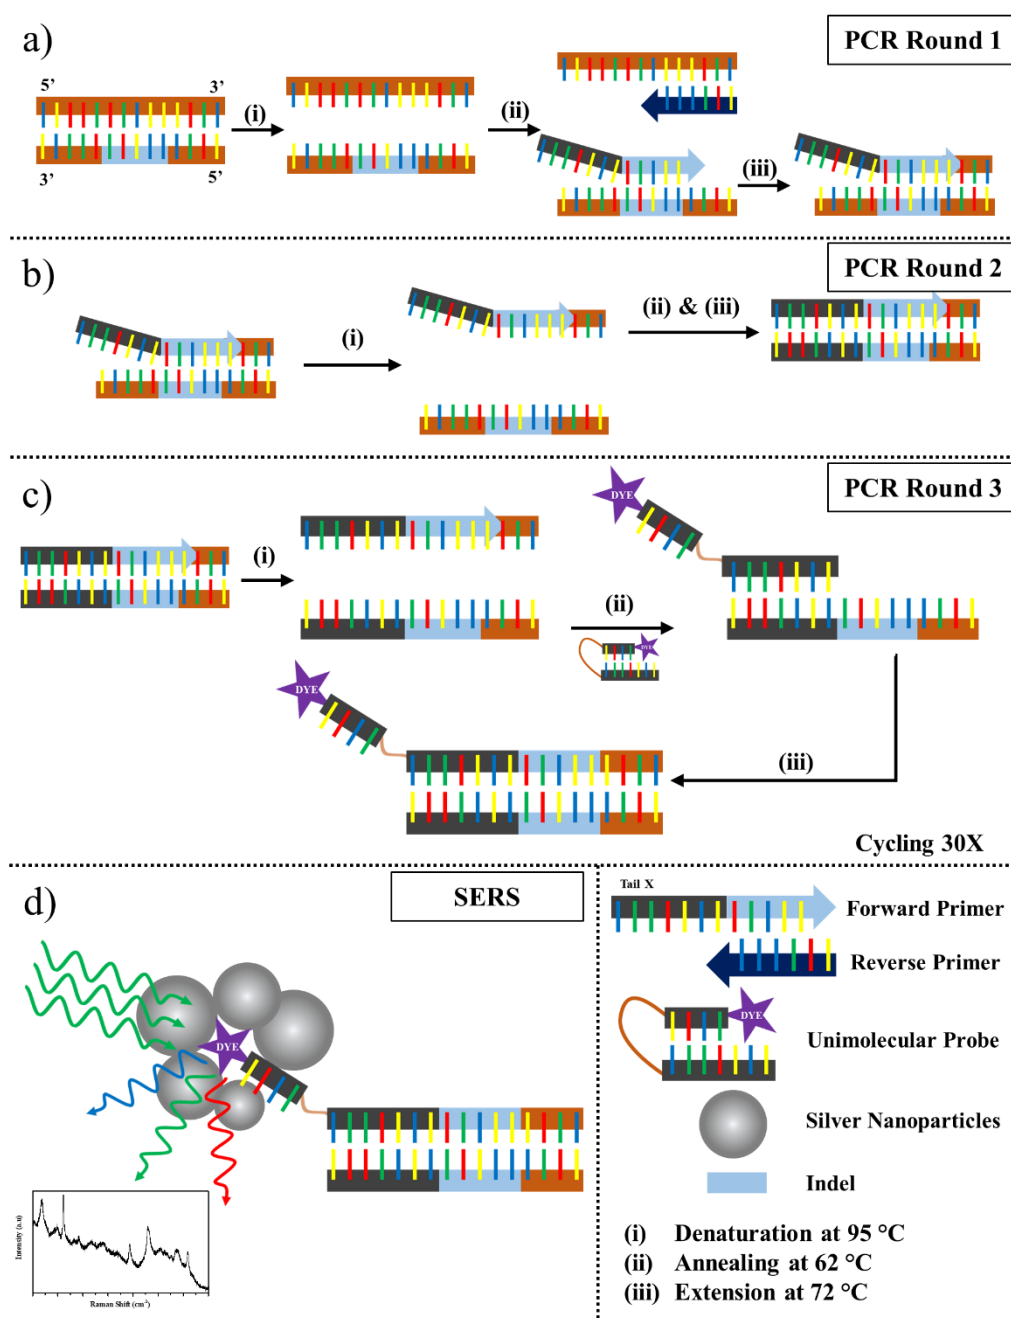 a)
PCR Round 1
5’
3’
(i)
(ii)
(iii)
3’
5’
b)
PCR Round 2
(i)
(ii) & (iii)
c)
PCR Round 3
DYE
(i)
(ii)
DYE
DYE
(iii)
Cycling 30X
d)
SERS
DYE
Intensity (a.u)
Raman Shift (cm-1)
Tail X
Forward Primer
Reverse Primer
DYE
Unimolecular Probe
Silver Nanoparticles
Indel
(i) Denaturation at 95 °C
(ii) Annealing at 62 °C
(iii) Extension at 72 °C